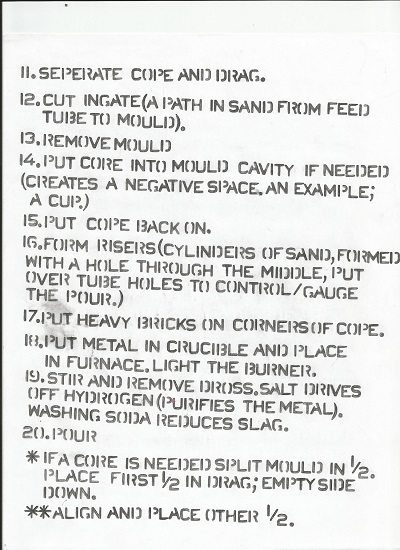 11. SEPERATE COPE AND DRAG.
12. CUT INGATE (A PATH IN SAND FROM FEED
TUBE TO MOULD).
13. REMOVE MOULD
14. PUT CORE INTO MOULD CAVITY IF NEEDED
(CREATES A NEGATIVE SPACE. AN EXAMPLE;
A CUP.)
15. PUT COPE BACK ON.
16. FORM RISERS (CYLINDERS OF SAND, FORMED
WITH A HOLE THROUGH THE MIDDLE, PUT
OVER TUBE HOLES TO CONTROL/GAUGE
THE POUR.)
17. PUT HEAVY BRICKS ON CORNERS OF COPE.
18. PUT METAL IN CRUCIBLE AND PLACE
IN FURNACE. LIGHT THE BURNER.
19. STIR AND REMOVE DROSS. SALT DRIVES
OFF HYDROGEN (PURIFIES THE METAL).
WASHING SODA REDUCES SLAG.
20. POUR
* IF A CORE IS NEEDED SPLIT MOULD IN 1/2.
PLACE FIRST 1/2 IN DRAG; EMPTY SIDE
DOWN.
** ALIGN AND PLACE OTHER 1/2.